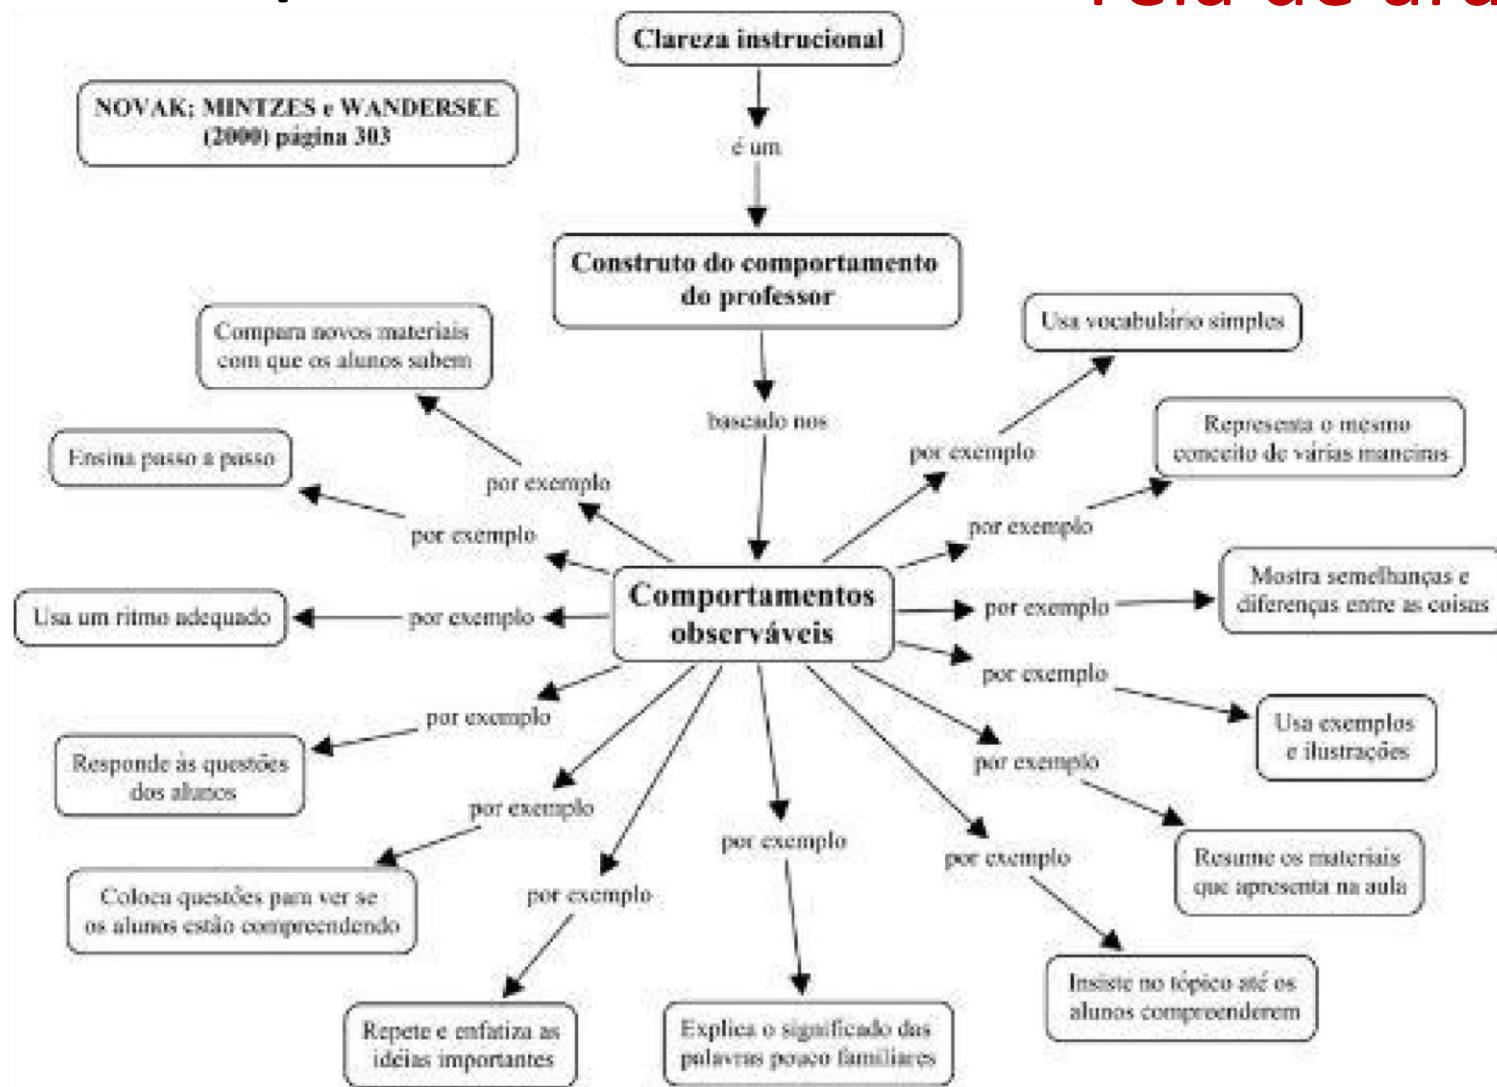 Clareza instrucional
NOVAK; MINTZES e WANDERSEE
(2000) página 303
é um
Construto do comportamento
do professor
Compara novos materiais
com que os alunos sabem
Usa vocabulário simples
baseado nos
Ensina passo a passo
por exemplo
por exemplo
Representa o mesmo
conceito de várias maneiras
por exemplo
por exemplo
Comportamentos
observáveis
Mostra semelhanças e
diferenças entre as coisas
Usa um ritmo adequado
por exemplo
por exemplo
por exemplo
por exemplo
Usa exemplos
e ilustrações
Responde às questões
dos alunos
por exemplo
por exemplo
por exemplo
por exemplo
Resume os materiais
que apresenta na aula
Coloca questões para ver se
os alunos estão compreendendo
por exemplo
Insiste no tópico até os
alunos compreenderem
Repete e enfatiza as
idéias importantes
Explica o significado das
palavras pouco familiares